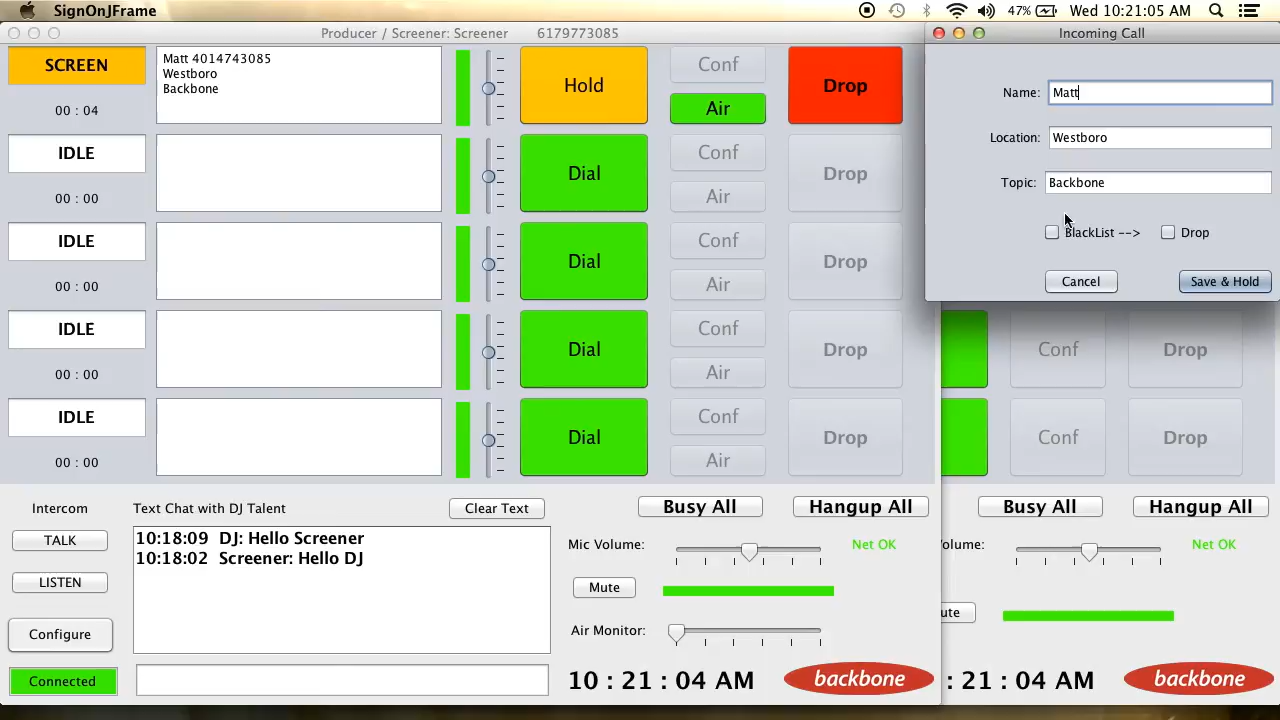 SignOnJFrame 47% Wed 10:21:05 AM
Producer / Screener: Screener 6179773085
Incoming Call
SCREEN
00 : 04
Matt 4014743085
Westboro
Backbone
Hold
Conf
Air
Drop
Name: Matt
Location: Westboro
Topic: Backbone
BlackList --> Drop
Cancel
Save & Hold
IDLE
00 : 00
Dial
Conf
Air
Drop
IDLE
00 : 00
Dial
Conf
Air
Drop
IDLE
00 : 00
Dial
Conf
Air
Drop
Conf
Drop
IDLE
00 : 00
Dial
Conf
Air
Drop
Conf
Drop
Intercom
TALK
LISTEN
Configure
Connected
Text Chat with DJ Talent
Clear Text
10:18:09 DJ: Hello Screener
10:18:02 Screener: Hello DJ
Busy All
Hangup All
Mic Volume:
Net OK
Mute
Air Monitor:
10 : 21 : 04 AM
backbone
Busy All
Hangup All
olume:
Net OK
ute
: 21 : 04 AM
backbone